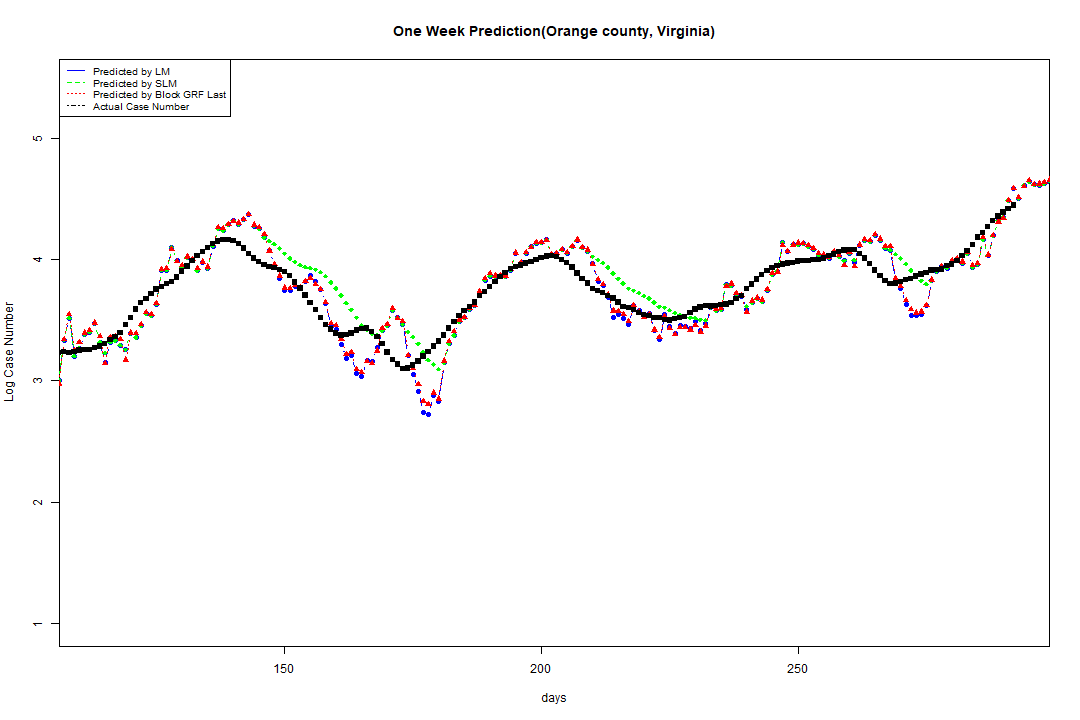 One Week Prediction(Orange county, Virginia)
Predicted by LM
Predicted by SLM
Predicted by Block GRF Last
Actual Case Number
5
4
3
2
1
Log Case Number
150
200
250
days